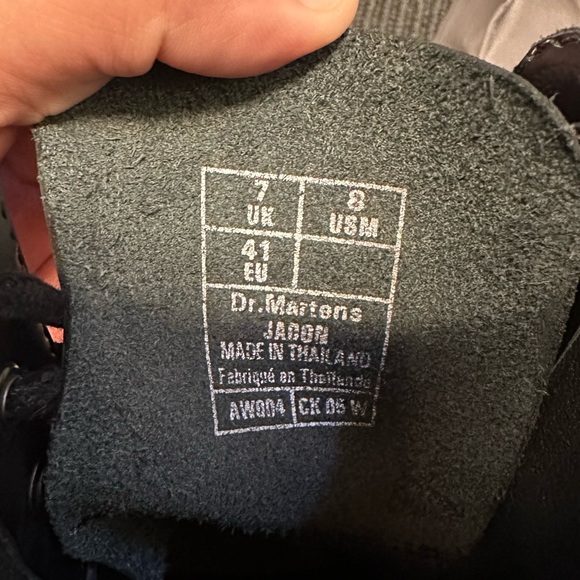 7 8
UK USM
41
EU
Dr.Martens
JADON
MADE IN THAILAND
Fabriqué en Thaïlande
AW004 CK 05 W